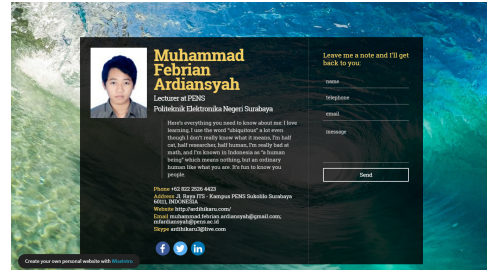 Muhammad
Febrian
Ardiansyah
Lecturer at PENS
Politeknik Elektronika Negeri Surabaya
Here's everything you need to know about me: I love
learning, I use the word "ubiquitous" a lot even
though I don't really know what it means, I'm half
cat, half researcher, half human, I'm really bad at
math, and I'm known in Indonesia as "a human
being" which means nothing, but an ordinary
human like what you are. It's fun to know you
people.
Phone +62 822 2526 4423
Address Jl. Raya ITS - Kampus PENS Sukolilo Surabaya
60111, INDONESIA
Website http://ardihikaru.com/
Email muhammad.febrian.ardiansyah@gmail.com;
mfardiansyah@pens.ac.id
Skype ardihikaru3@live.com
Leave me a note and I'll get
back to you:
name
telephone
email
message
Send
Create your own personal website with Wisestep